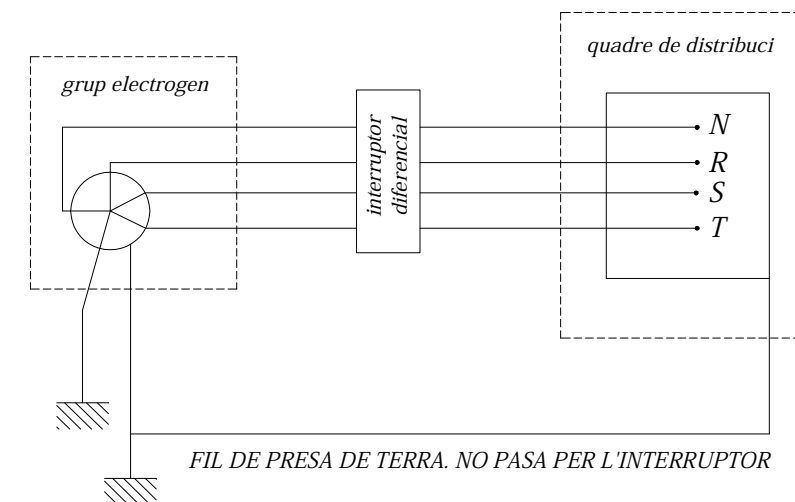 quadre de distribuci
grup electrogen
interruptor
diferencial
N
R
S
T
FIL DE PRESA DE TERRA. NO PASA PER L'INTERRUPTOR